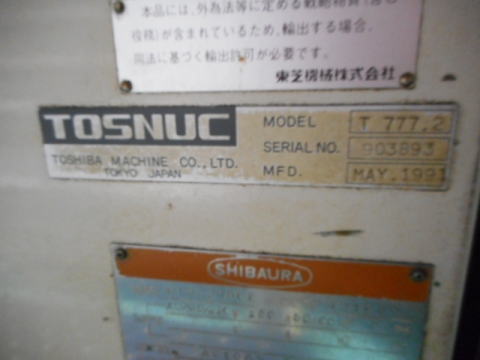 本品には、外為法等に定める戦略物資(含む
役務)が含まれているため、輸出する場合、
同法に基づく輸出許可が必要です。
東芝機械株式会社
TOSNUC
TOSHIBA MACHINE CO., LTD.
TOKYO JAPAN
MODEL T 777.2
SERIAL NO. 903893
MFD. MAY.1991
SHIBAURA